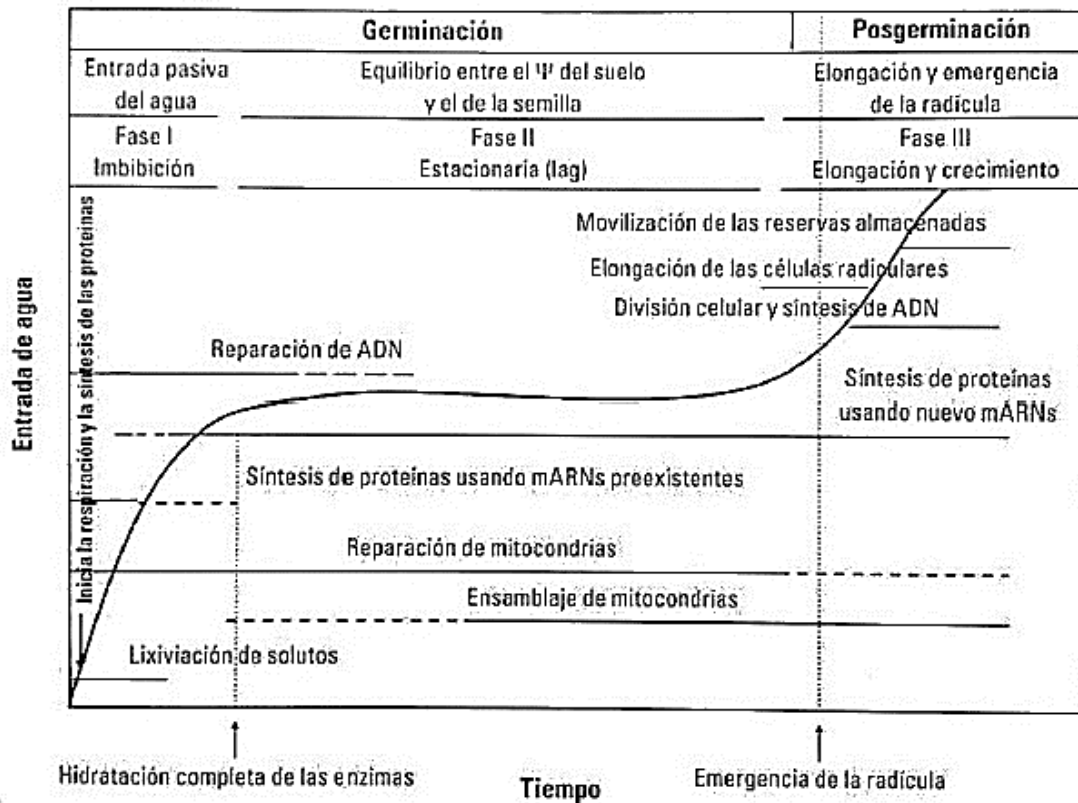 Germinación
Posgerminación
Entrada pasiva
del agua
Equilibrio entre el Ψ del suelo
y el de la semilla
Elongación y emergencia
de la radícula
Fase I
Imbibición
Fase II
Estacionaria (lag)
Fase III
Elongación y crecimiento
Entrada de agua
Inicia la respiración y la síntesis de las proteínas
Movilización de las reservas almacenadas
Elongación de las células radiculares
División celular y síntesis de ADN
Reparación de ADN
Síntesis de proteínas
usando nuevo mARNs
Síntesis de proteínas usando mARNs preexistentes
Reparación de mitocondrias
Ensamblaje de mitocondrias
Lixiviación de solutos
Hidratación completa de las enzimas
Tiempo
Emergencia de la radícula